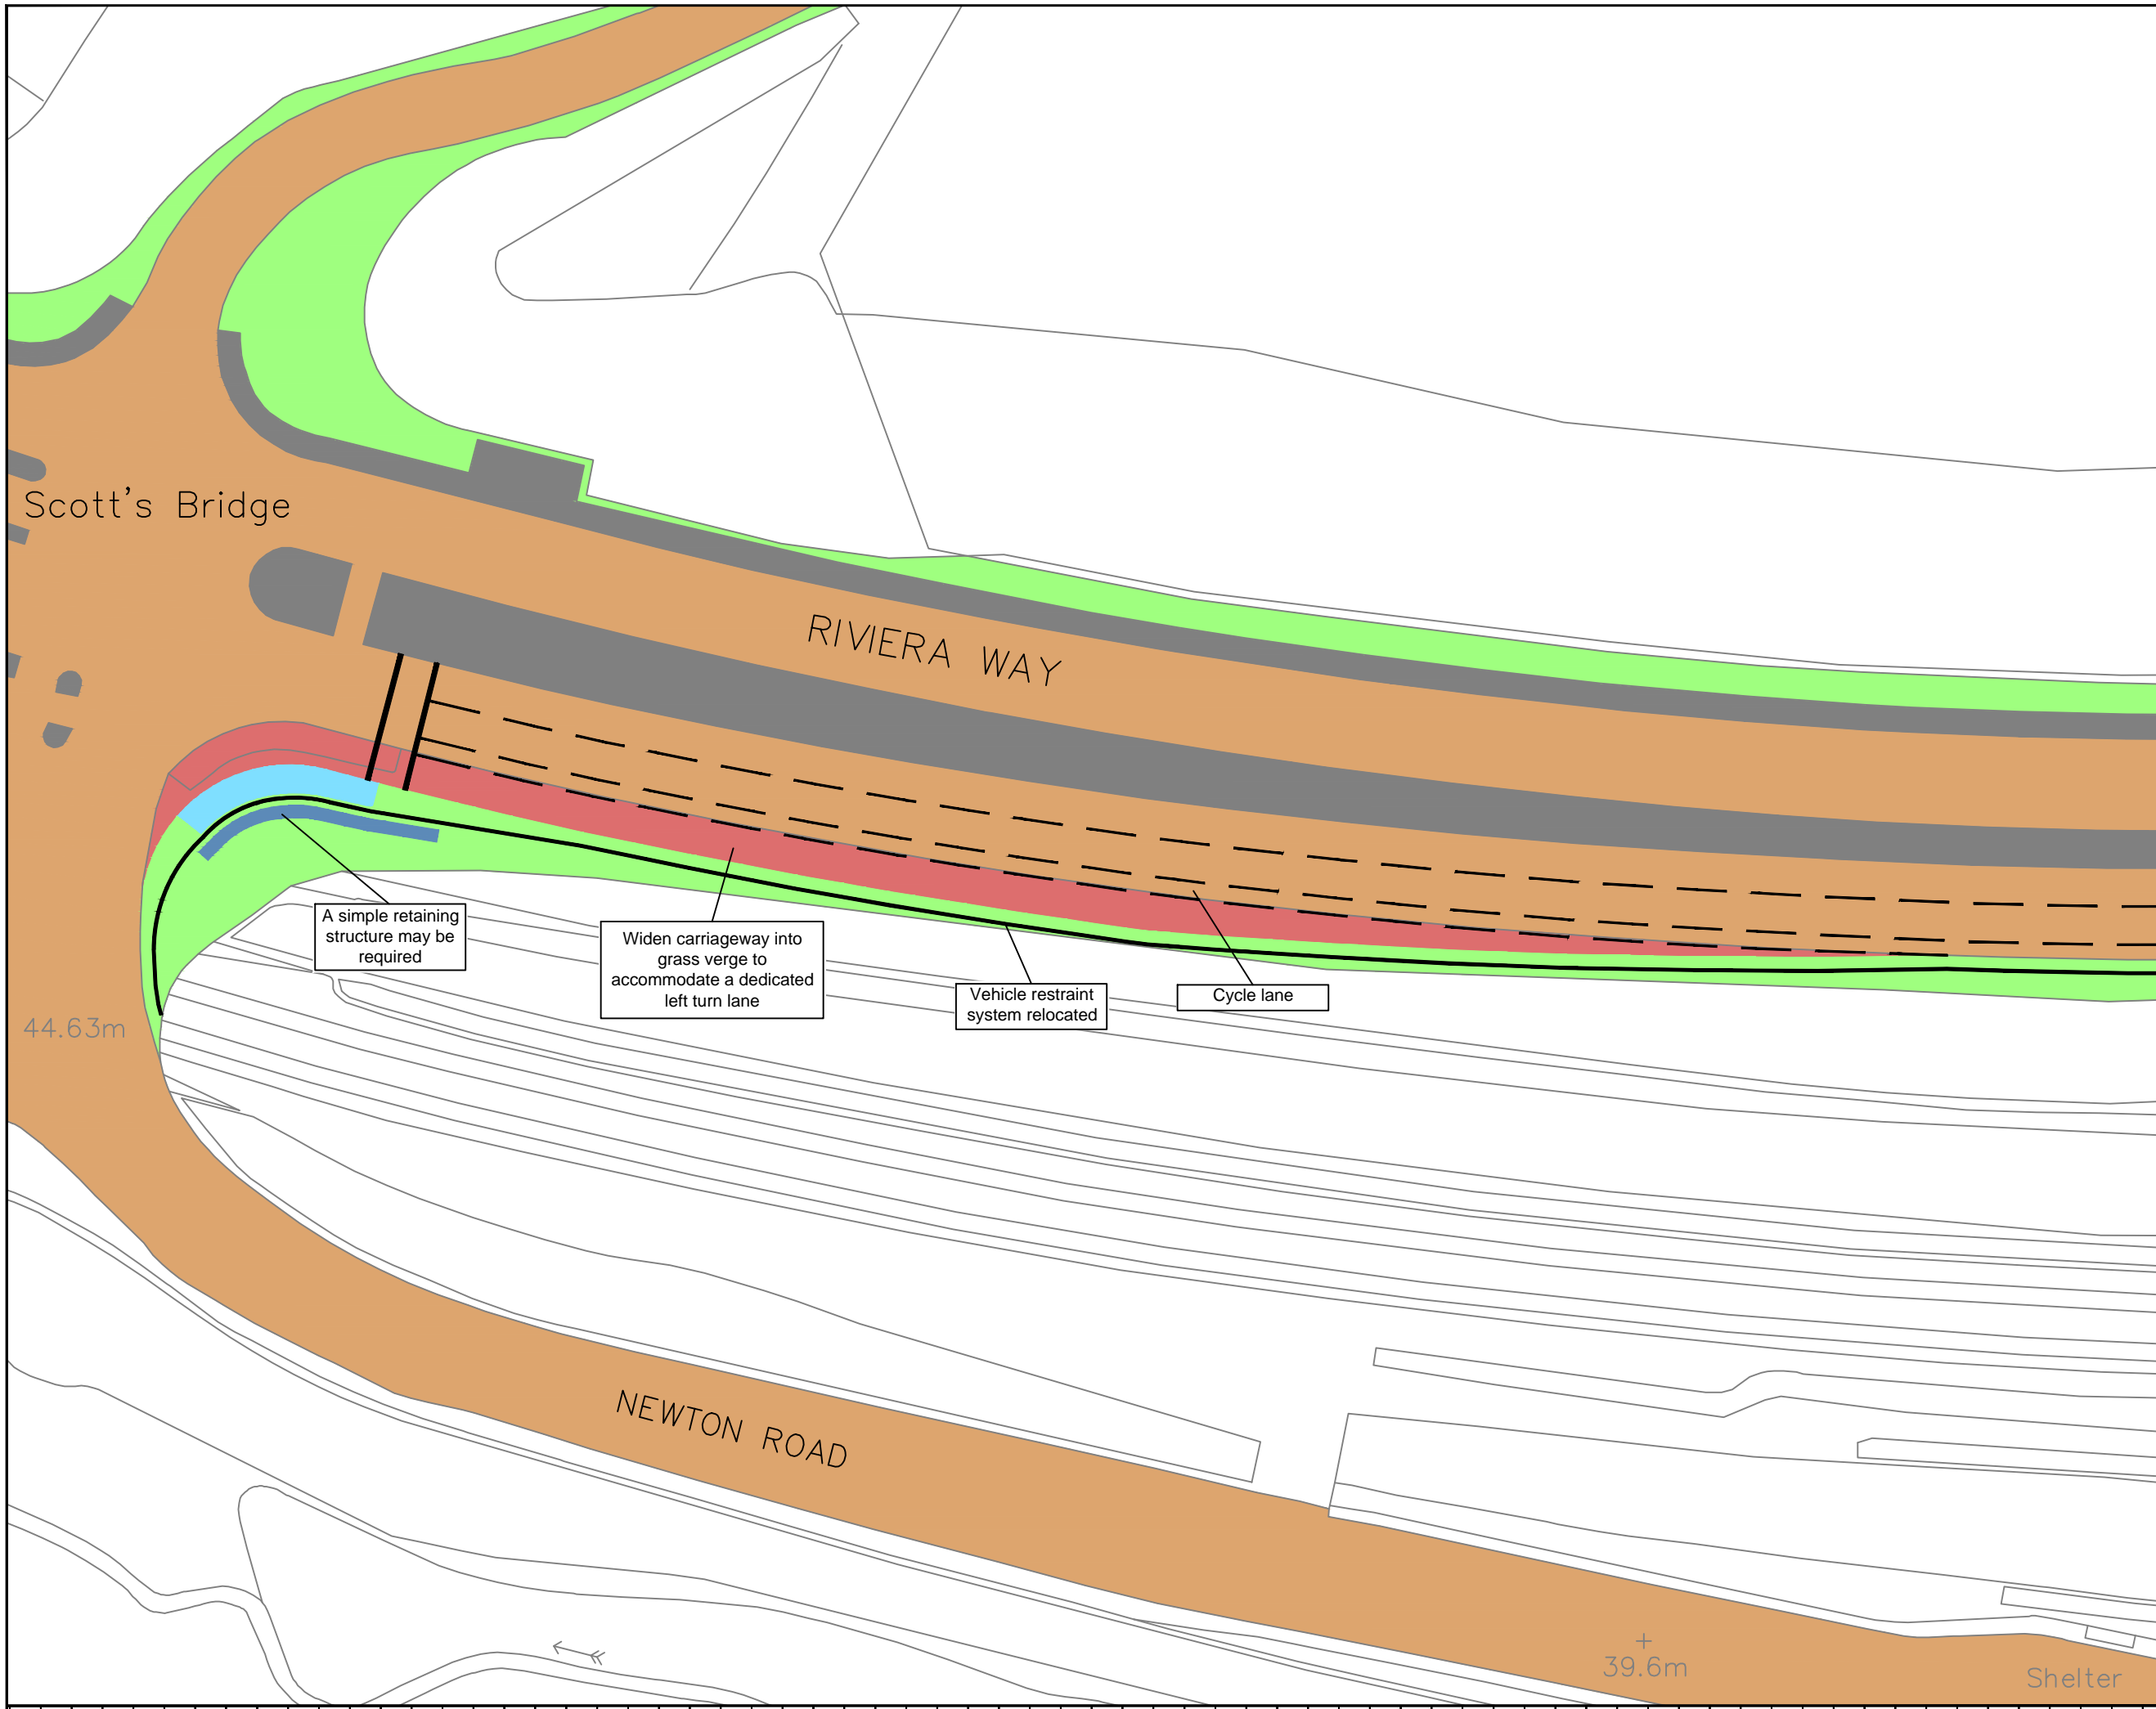 Scott's Bridge
RIVIERA WAY
A simple retaining
structure may be
required
Widen carriageway into
grass verge to
accommodate a dedicated
left turn lane
Vehicle restraint
system relocated
Cycle lane
44.63m
NEWTON ROAD
39.6m
Shelter